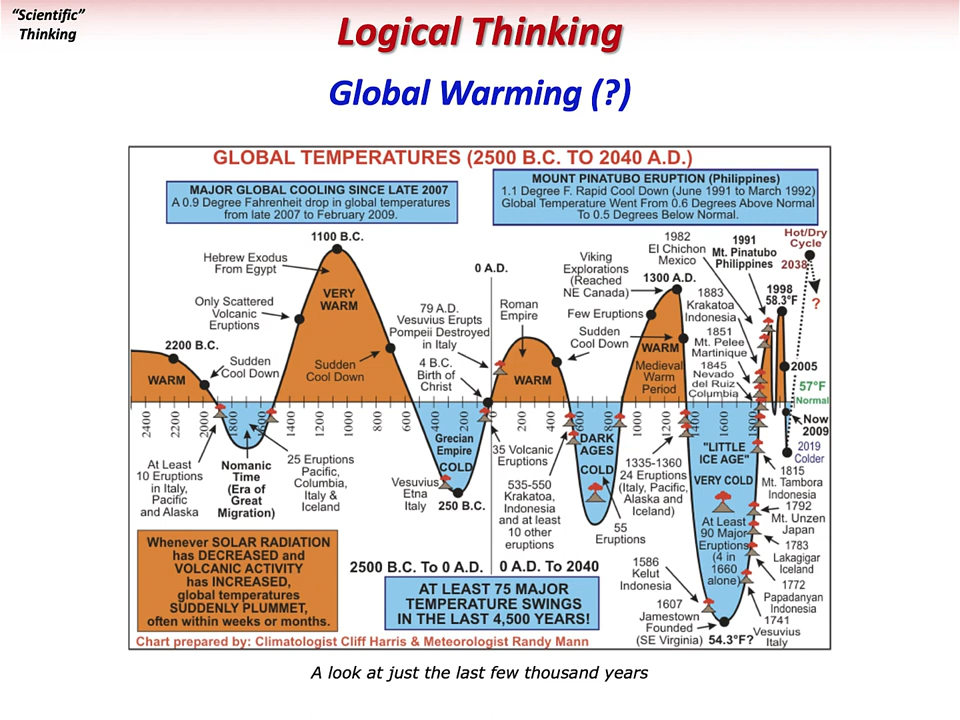 “Scientific”
Thinking
Logical Thinking
Global Warming (?)
GLOBAL TEMPERATURES (2500 B.C. TO 2040 A.D.)
MAJOR GLOBAL COOLING SINCE LATE 2007
A 0.9 Degree Fahrenheit drop in global temperatures
from late 2007 to February 2009.
MOUNT PINATUBO ERUPTION (Philippines)
1.1 Degree F. Rapid Cool Down (June 1991 to March 1992)
Global Temperature Went From 0.6 Degrees Above Normal
To 0.5 Degrees Below Normal.
1100 B.C.
Hebrew Exodus
From Egypt
VERY
WARM
Only Scattered
Volcanic
Eruptions
2200 B.C.
Sudden
Cool Down
WARM
Sudden
Cool Down
0 A.D.
79 A.D.
Vesuvius Erupts
Pompeii Destroyed
in Italy
4 B.C.
Birth of
Christ
Roman
Empire
WARM
Viking
Explorations
(Reached
NE Canada)
Few Eruptions
Sudden
Cool Down
1300 A.D.
WARM
Medieval
Warm
Period
1982
El Chichon
Mexico
1991
Mt. Pinatubo
Philippines
Hot/Dry
Cycle
2038
?
1998
58.3°F
1883
Krakatoa
Indonesia
1851
Mt. Pelee
Martinique
1845
Nevado
del Ruiz
Columbia
2005
57°F
Normal
Now
2009
2019
Colder
2400
2200
2000
1800
1600
1400
1200
1000
800
600
400
200
0
200
400
600
800
1000
1200
1400
1600
1800
At Least
10 Eruptions
in Italy,
Pacific
and Alaska
Nomanic
Time
(Era of
Great
Migration)
25 Eruptions
Pacific,
Columbia,
Italy &
Iceland
Grecian
Empire
COLD
Vesuvius
Etna
Italy
250 B.C.
35 Volcanic
Eruptions
535-550
Krakatoa,
Indonesia
and at least
10 other
eruptions
DARK
AGES
COLD
55
Eruptions
1335-1360
24 Eruptions
(Italy, Pacific,
Alaska and
Iceland)
"LITTLE
ICE AGE"
VERY COLD
At Least
90 Major
Eruptions
(4 in
1660
alone)
1815
Mt. Tambora
Indonesia
1792
Mt. Unzen
Japan
1783
Lakagigar
Iceland
1772
Papadanyan
Indonesia
1741
Vesuvius
Italy
1586
Kelut
Indonesia
1607
Jamestown
Founded
(SE Virginia)
54.3°F?
Whenever SOLAR RADIATION
has DECREASED and
VOLCANIC ACTIVITY
has INCREASED,
global temperatures
SUDDENLY PLUMMET,
often within weeks or months.
2500 B.C. To 0 A.D.
0 A.D. To 2040
AT LEAST 75 MAJOR
TEMPERATURE SWINGS
IN THE LAST 4,500 YEARS!
Chart prepared by: Climatologist Cliff Harris & Meteorologist Randy Mann
A look at just the last few thousand years